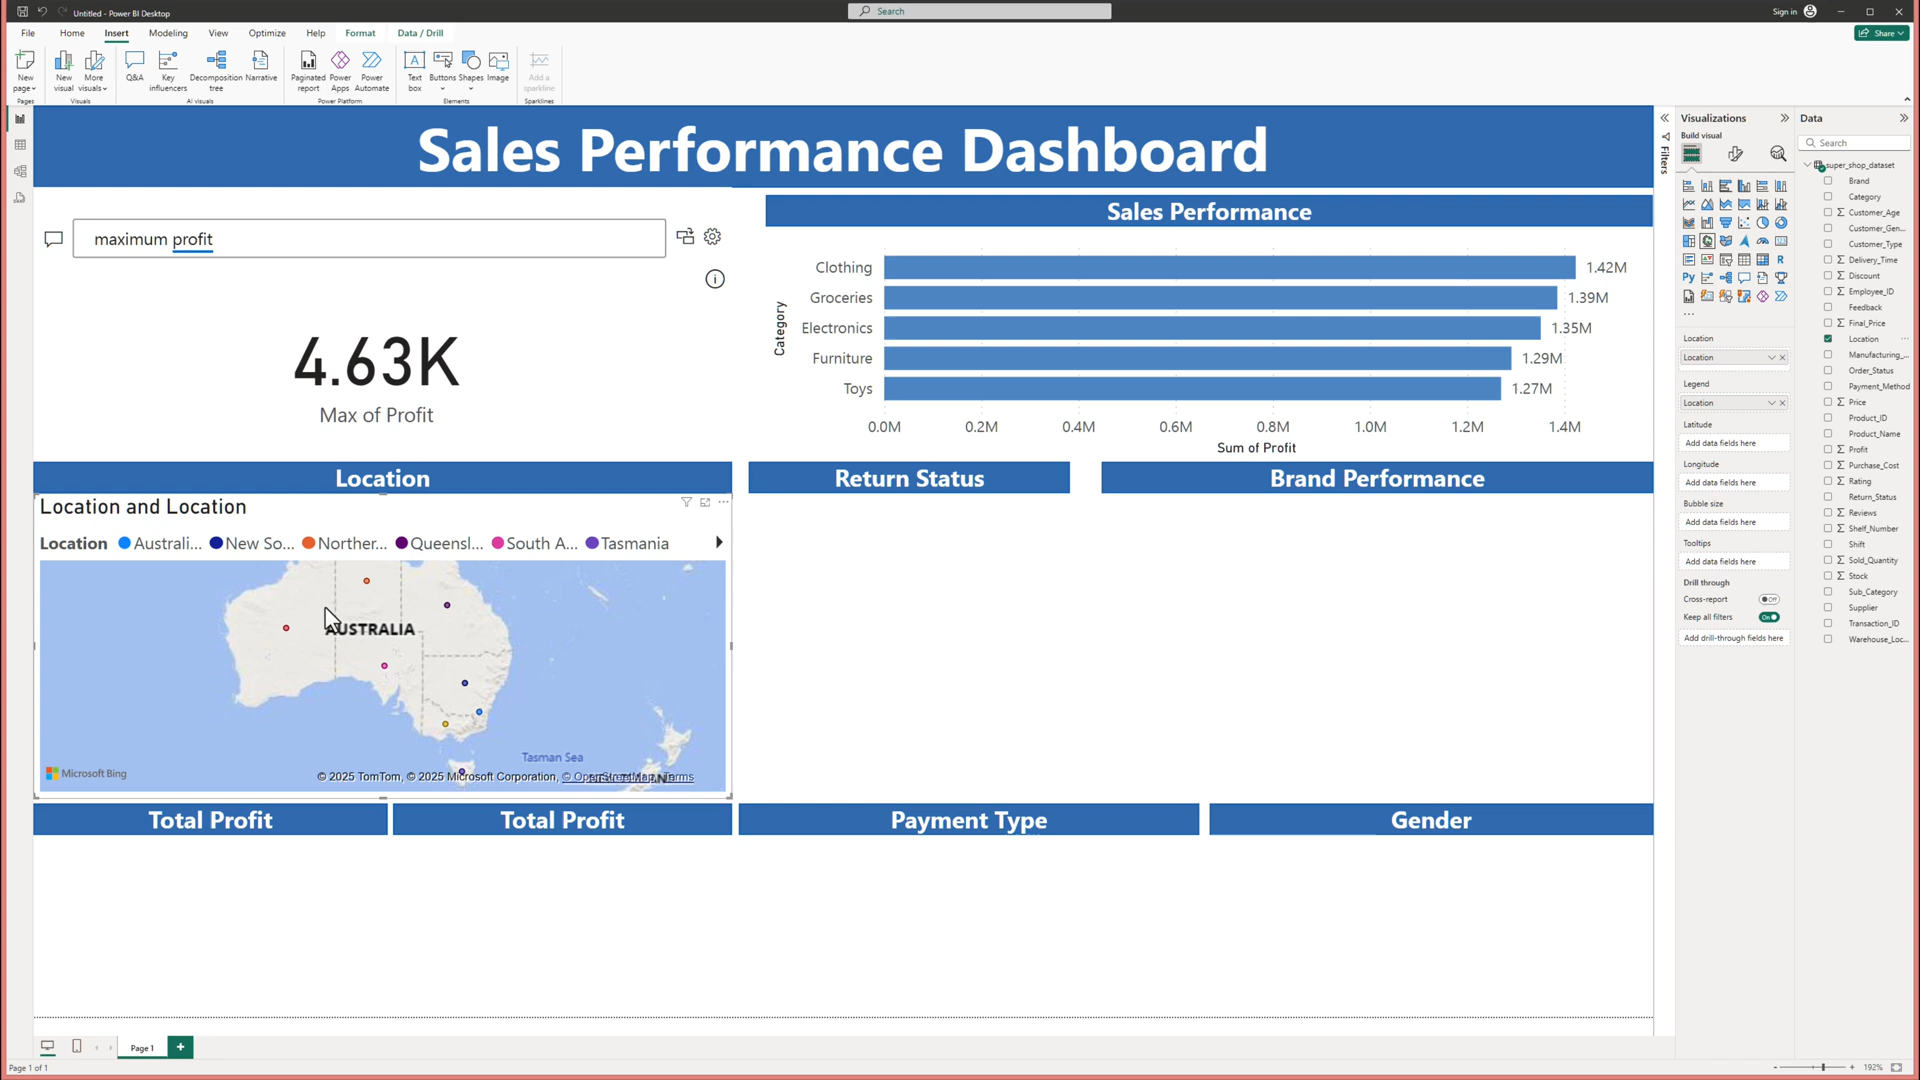 Untitled - Power BI Desktop
Search
Sign in
File
Home
Insert
Modeling
View
Optimize
Help
Format
Data / Drill
Share
New page
New visual
More visuals
Q&A
Key influencers
Decomposition tree
Narrative
Paginated report
Power Apps
Power Automate
Text box
Buttons
Shapes
Image
Add a sparkline
Pages
Visuals
AI visuals
Power Platform
Elements
Sparklines
Sales Performance Dashboard
maximum profit
4.63K
Max of Profit
Sales Performance
Category
Clothing 1.42M
Groceries 1.39M
Electronics 1.35M
Furniture 1.29M
Toys 1.27M
0.0M 0.2M 0.4M 0.6M 0.8M 1.0M 1.2M 1.4M
Sum of Profit
Location
Return Status
Brand Performance
Location and Location
Location Australi... New So... Norther... Queensl... South A... Tasmania
AUSTRALIA
Tasman Sea
Microsoft Bing
© 2025 TomTom, © 2025 Microsoft Corporation, © OpenStreetMap Terms
Total Profit
Total Profit
Payment Type
Gender
Page 1
Page 1 of 1
192%
Filters
Visualizations
Build visual
Py
R
Location
Location
Legend
Location
Latitude
Add data fields here
Longitude
Add data fields here
Bubble size
Add data fields here
Tooltips
Add data fields here
Drill through
Cross-report Off
Keep all filters On
Add drill-through fields here
Data
Search
super_shop_dataset
Brand
Category
Customer_Age
Customer_Gen...
Customer_Type
Delivery_Time
Discount
Employee_ID
Feedback
Final_Price
Location
Manufacturing_...
Order_Status
Payment_Method
Price
Product_ID
Product_Name
Profit
Purchase_Cost
Rating
Return_Status
Reviews
Shelf_Number
Shift
Sold_Quantity
Stock
Sub_Category
Supplier
Transaction_ID
Warehouse_Loc...